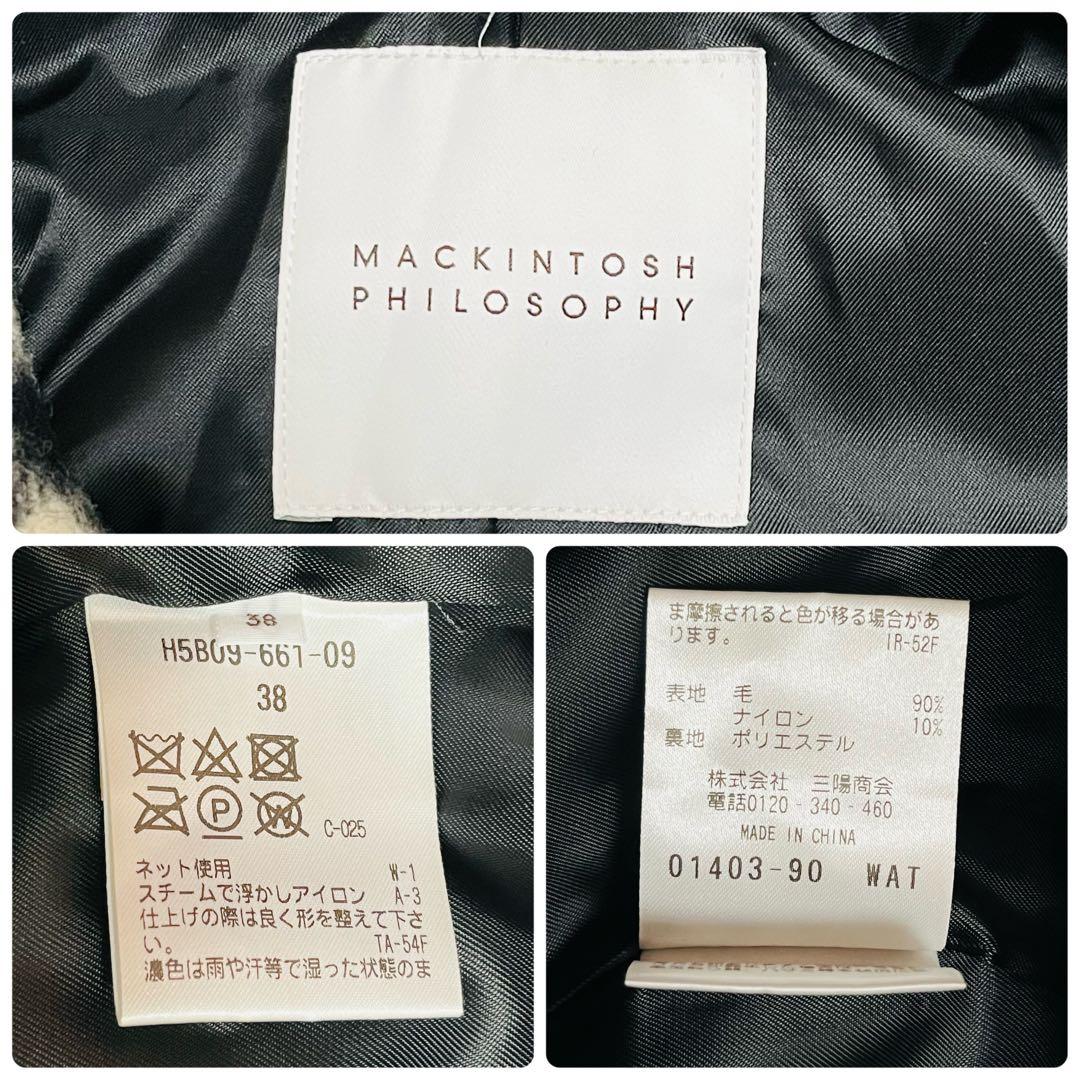 MACKINTOSH
PHILOSOPHY
38
H5B09-661-09
38
P W
C-025
ネット使用 W-1
スチームで浮かしアイロン A-3
仕上げの際は良く形を整えて下さ
い。 TA-54F
濃色は雨や汗等で湿った状態のま
ま摩擦されると色が移る場合があ
ります。 IR-52F
表地 毛 90%
ナイロン 10%
裏地 ポリエステル
株式会社 三陽商会
電話0120-340-460
MADE IN CHINA
01403-90 WAT